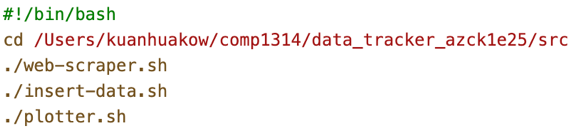 #!/bin/bash
cd /Users/kuanhuakow/comp1314/data_tracker_azck1e25/src
./web-scraper.sh
./insert-data.sh
./plotter.sh